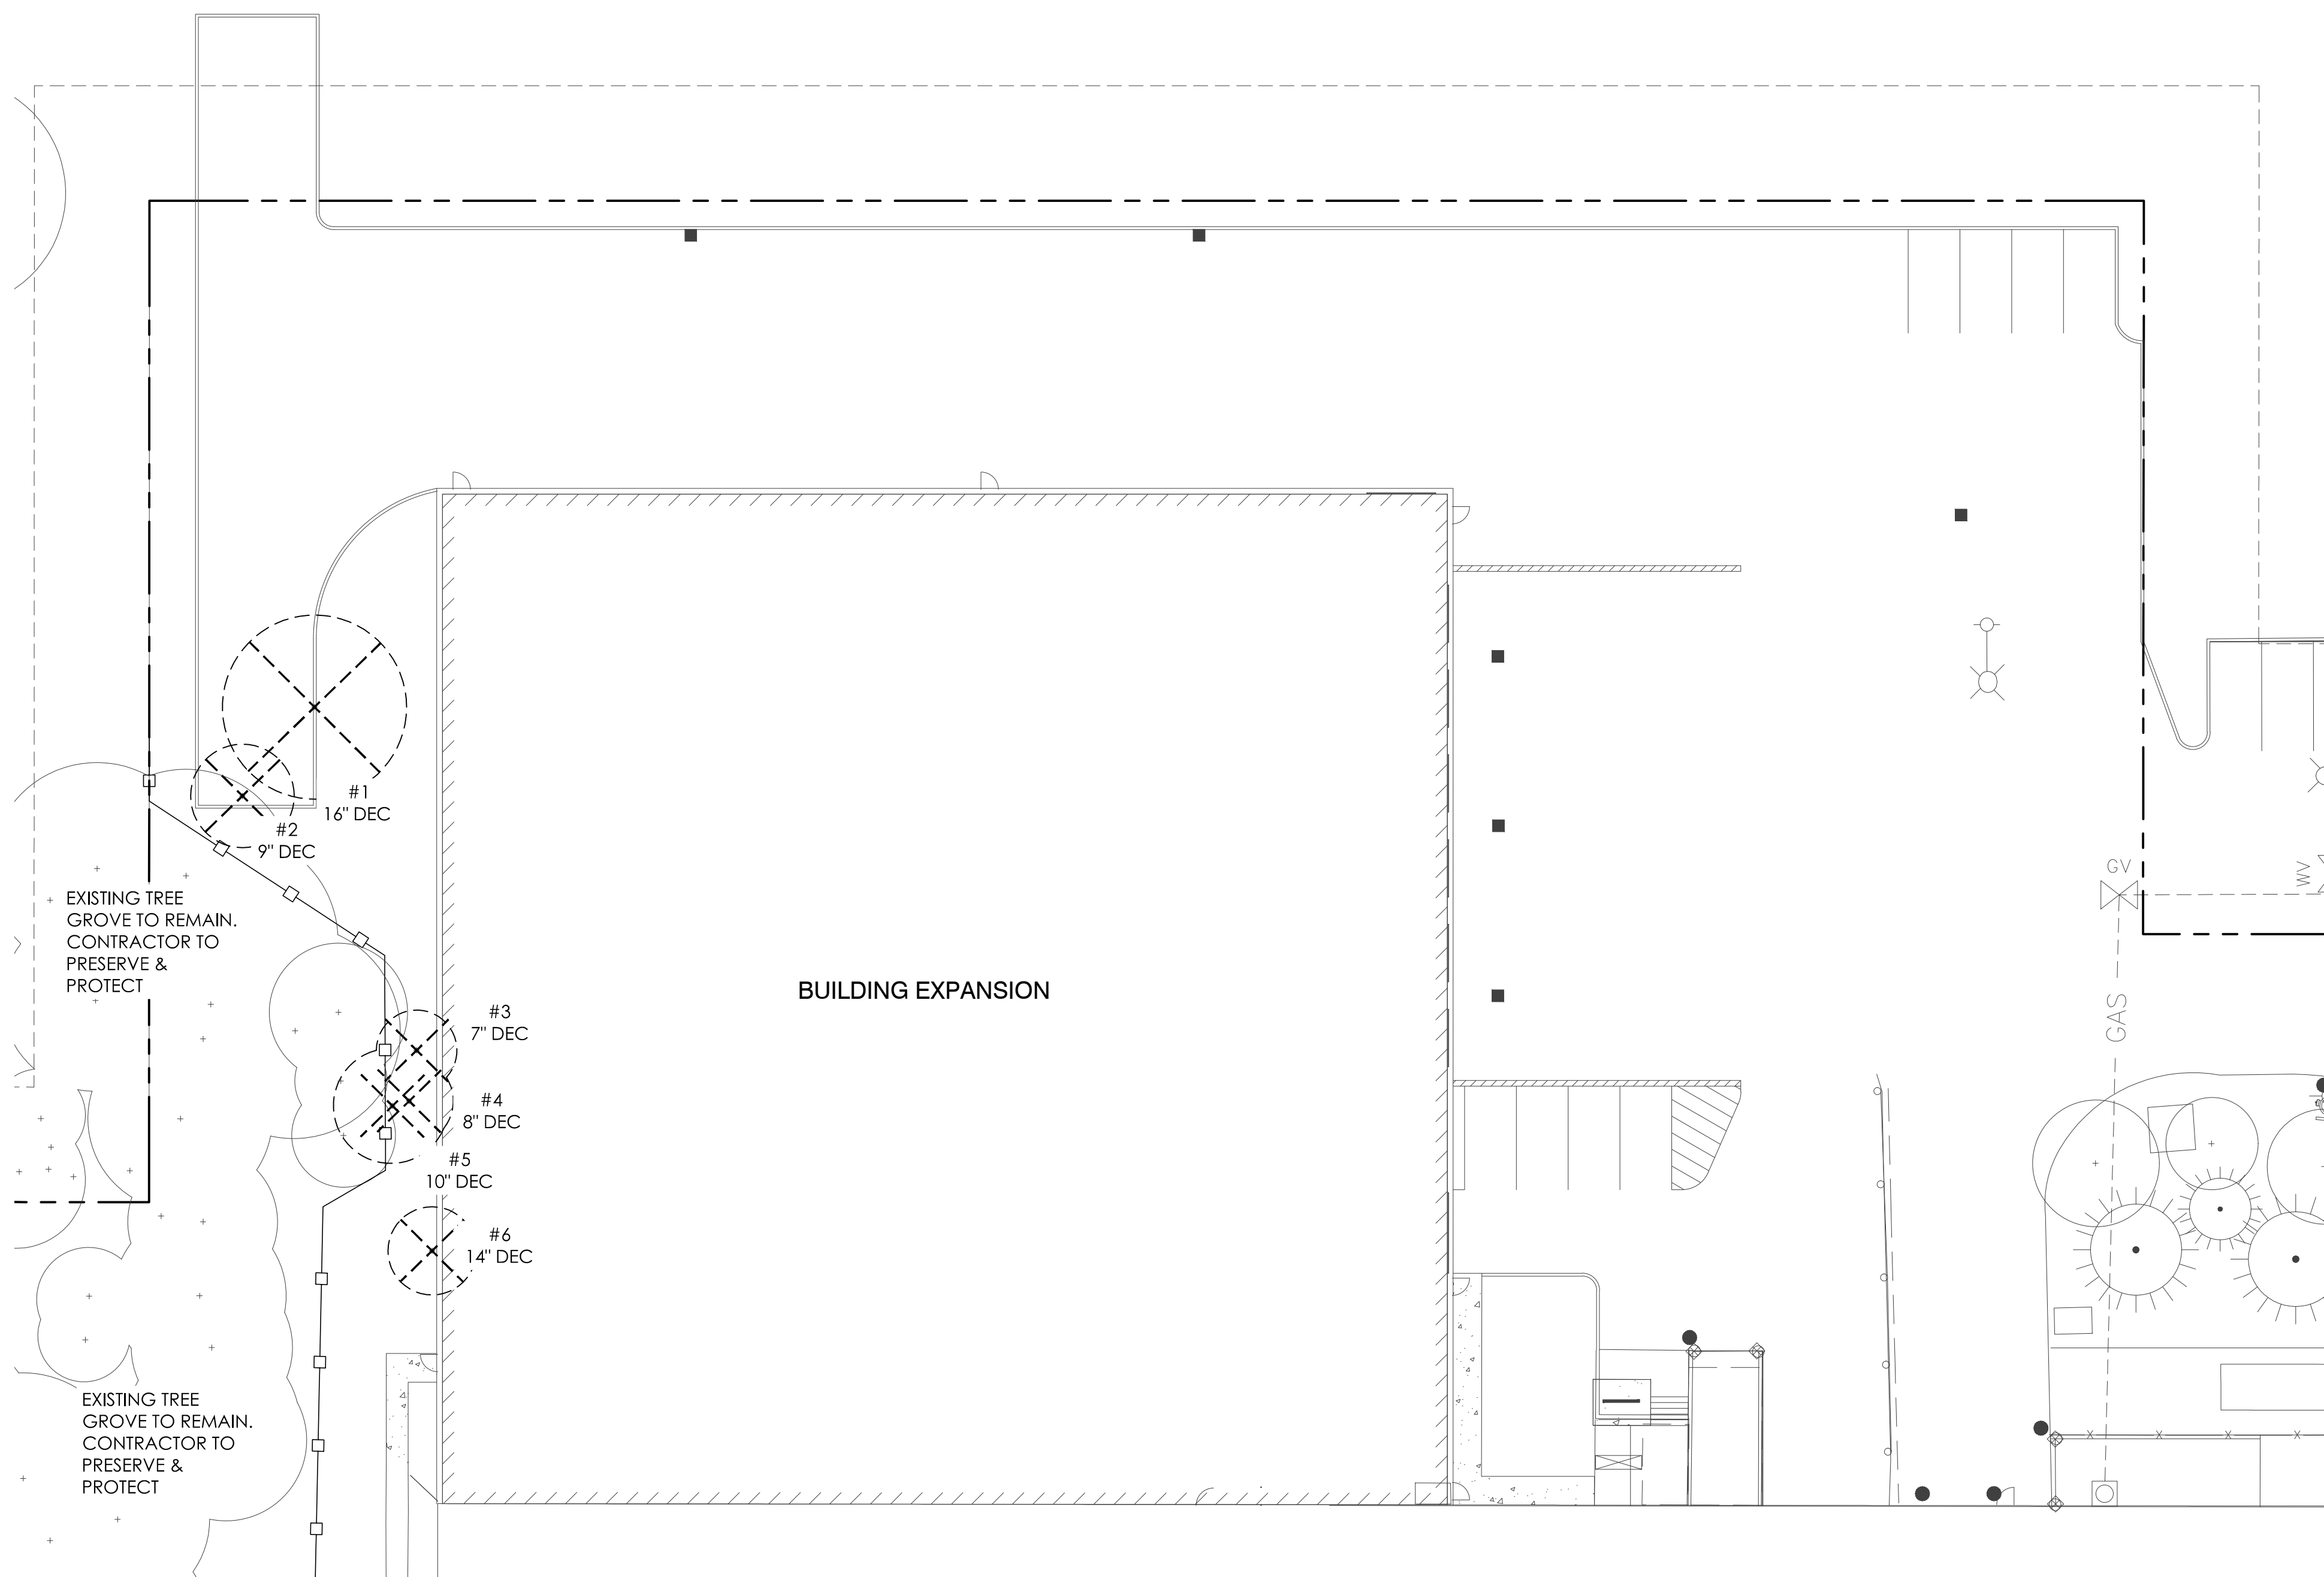 #1
16" DEC
#2
9" DEC
GV
WV
EXISTING TREE
GROVE TO REMAIN.
CONTRACTOR TO
PRESERVE &
PROTECT
BUILDING EXPANSION
GAS
#3
7" DEC
#4
8" DEC
#5
10" DEC
#6
14" DEC
EXISTING TREE
GROVE TO REMAIN.
CONTRACTOR TO
PRESERVE &
PROTECT